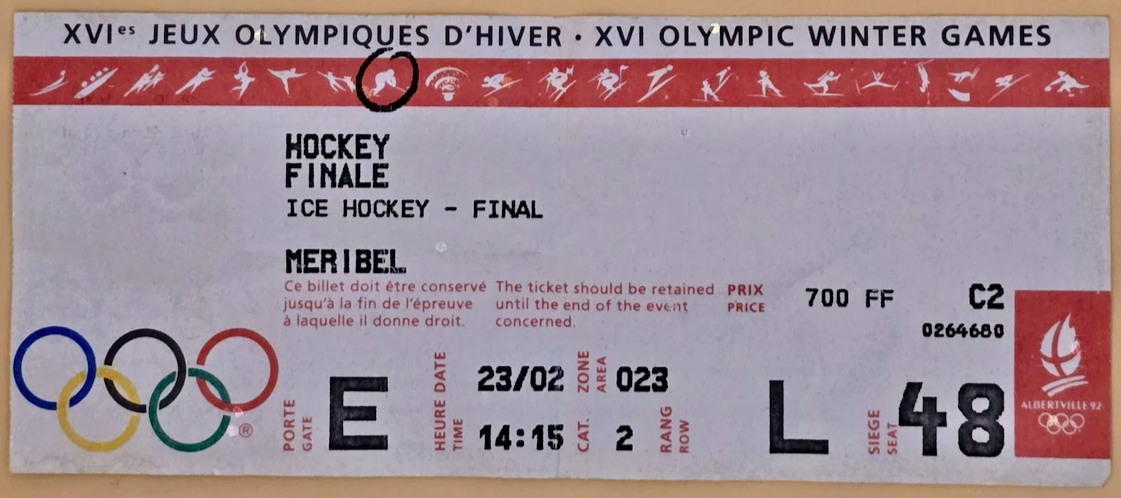 XVIes JEUX OLYMPIQUES D'HIVER · XVI OLYMPIC WINTER GAMES
HOCKEY
FINALE
ICE HOCKEY - FINAL
MERIBEL
Ce billet doit être conservé
jusqu'à la fin de l'épreuve
à laquelle il donne droit.
The ticket should be retained
until the end of the event
concerned.
PRIX
PRICE
700 FF
C2
0264680
PORTE
GATE
E
HEURE DATE
TIME
23/02
14:15
ZONE
AREA
023
CAT.
2
RANG
ROW
L
SIEGE
SEAT
48
ALBERTVILLE 92
®